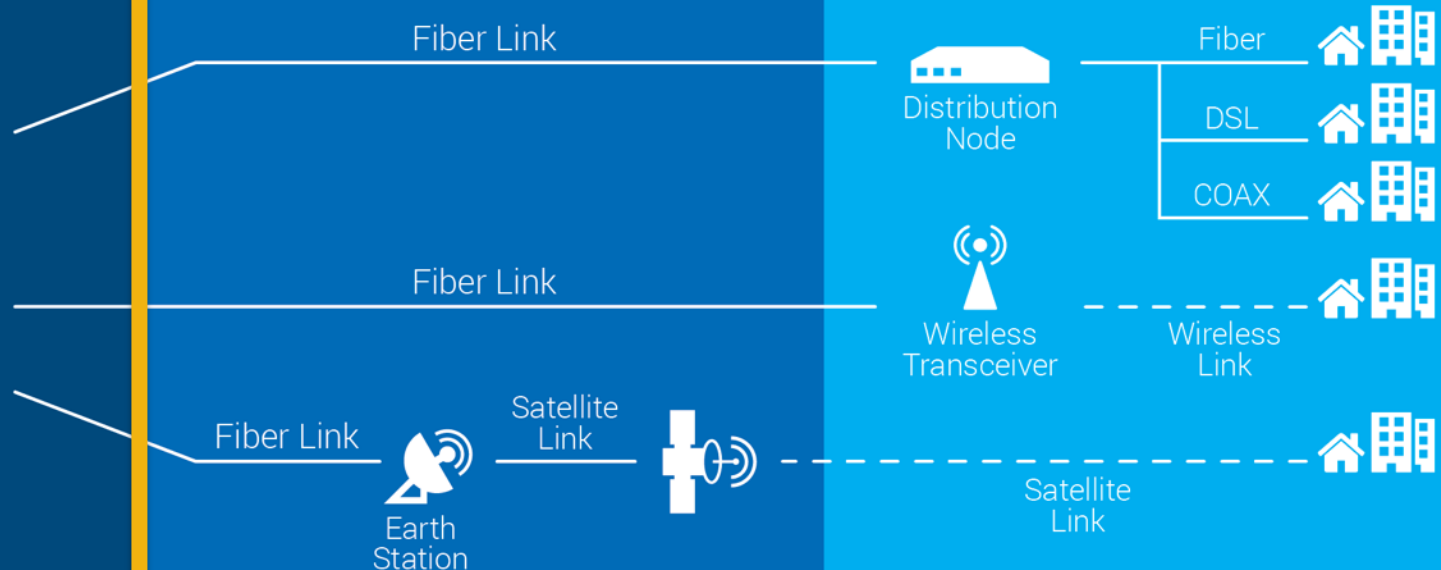 Fiber Link
Distribution
Node
Fiber
DSL
COAX
Fiber Link
Wireless
Transceiver
Wireless
Link
Fiber Link
Earth
Station
Satellite
Link
Satellite
Link